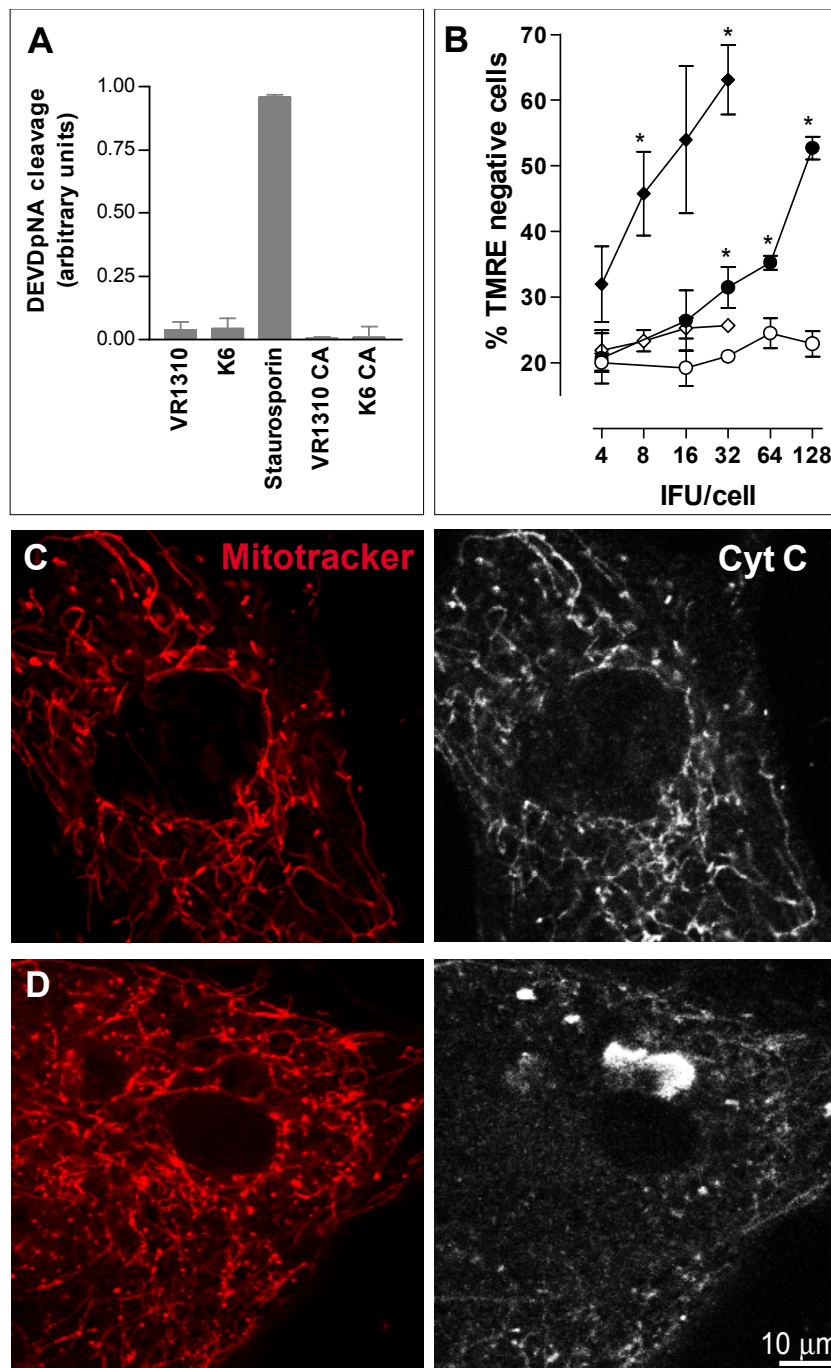 A
DEVDpNA cleavage
(arbitrary units)
1.00
0.75
0.50
0.25
0.00
VR1310
K6
Staurosporin
VR1310 CA
K6 CA
B
% TMRE negative cells
70
60
50
40
30
20
*
*
*
*
*
4 8 16 32 64 128
IFU/cell
C Mitotracker
Cyt C
D
10 µm